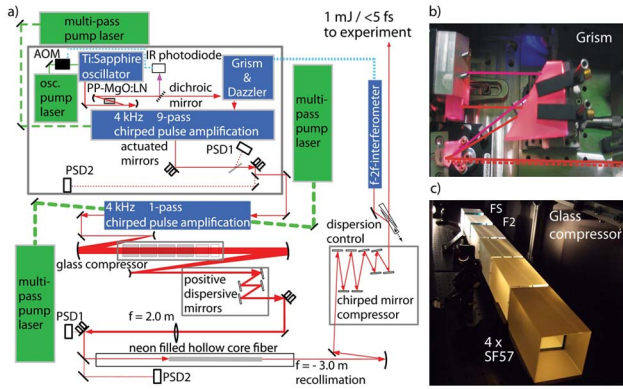 a)
multi-pass
pump laser
1 mJ / <5 fs
to experiment
b)
Grism
AOM
Ti:Sapphire
oscillator
IR photodiode
Grism
&
Dazzler
osc.
pump
laser
PP-MgO:LN
dichroic
mirror
multi-
pass
pump
laser
4 kHz 9-pass
chirped pulse amplification
actuated
mirrors
PSD1
PSD2
f-2f-interferometer
4 kHz 1-pass
chirped pulse amplification
dispersion
control
c)
FS
F2
Glass
compressor
4 x
SF57
glass compressor
positive
dispersive
mirrors
chirped mirror
compressor
multi-
pass
pump
laser
PSD1
f = 2.0 m
neon filled hollow core fiber
PSD2
f = - 3.0 m
recollimation